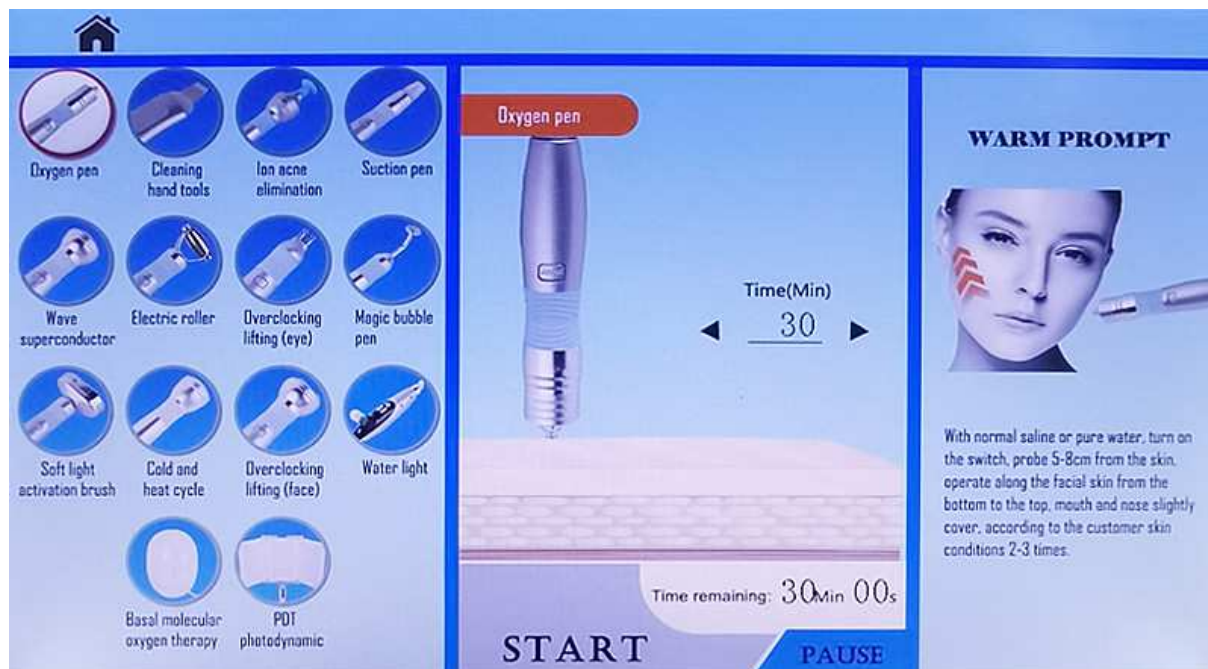 Oxygen pen
Cleaning
hand tools
Ion acne
elimination
Suction pen
Wave
superconductor
Electric roller
Overclocking
lifting (eye)
Magic bubble
pen
Soft light
activation brush
Cold and
heat cycle
Overclocking
lifting (face)
Water light
Basal molecular
oxygen therapy
PDT
photodynamic
Oxygen pen
Time(Min)
30
Time remaining: 30Min 00s
START
PAUSE
WARM PROMPT
With normal saline or pure water, turn on
the switch, probe 5-8cm from the skin,
operate along the facial skin from the
bottom to the top, mouth and nose slightly
cover, according to the customer skin
conditions 2-3 times.